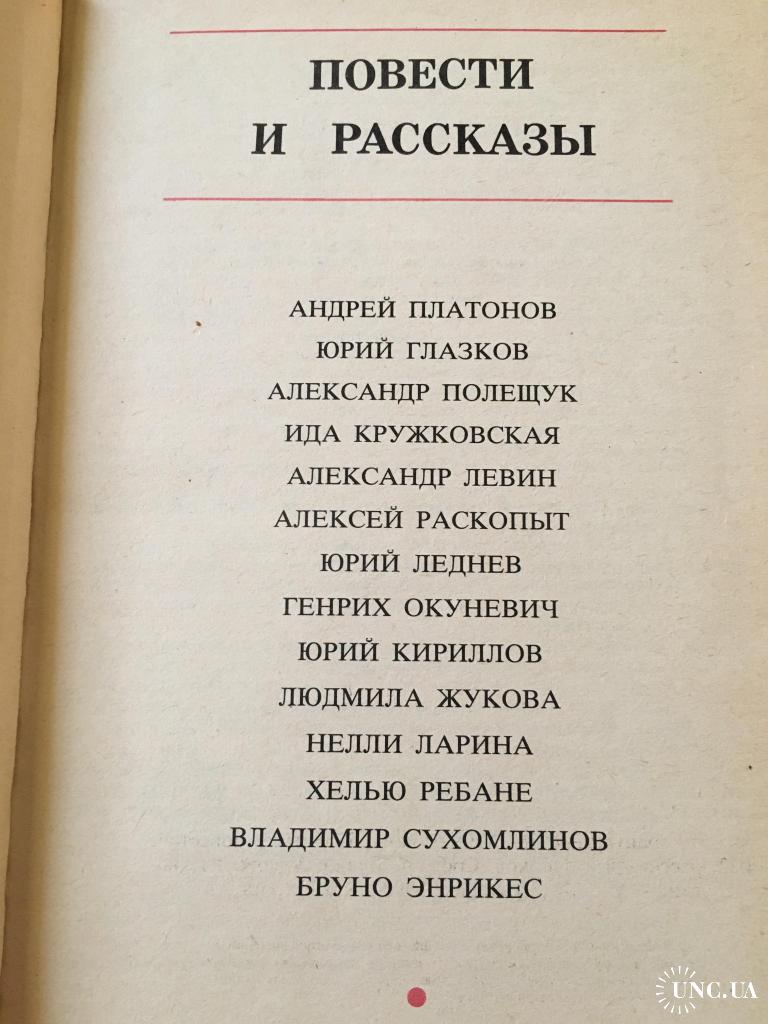 ПОВЕСТИ
И РАССКАЗЫ
АНДРЕЙ ПЛАТОНОВ
ЮРИЙ ГЛАЗКОВ
АЛЕКСАНДР ПОЛЕЩУК
ИДА КРУЖКОВСКАЯ
АЛЕКСАНДР ЛЕВИН
АЛЕКСЕЙ РАСКОПЫТ
ЮРИЙ ЛЕДНЕВ
ГЕНРИХ ОКУНЕВИЧ
ЮРИЙ КИРИЛЛОВ
ЛЮДМИЛА ЖУКОВА
НЕЛЛИ ЛАРИНА
ХЕЛЬЮ РЕБАНЕ
ВЛАДИМИР СУХОМЛИНОВ
БРУНО ЭНРИКЕС
UNC.UA